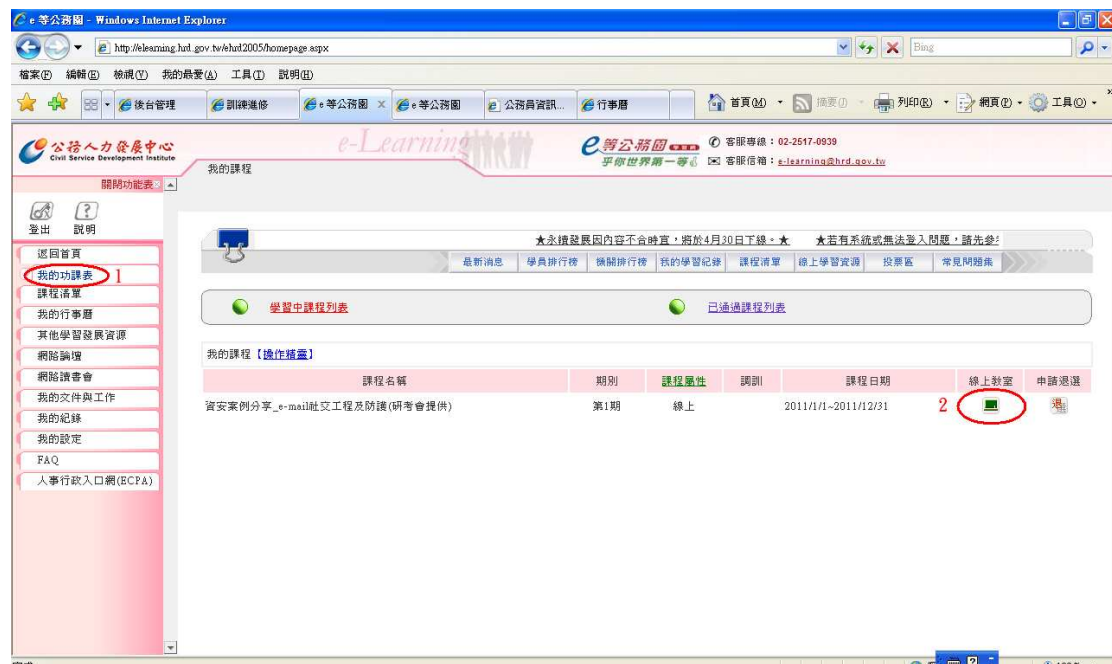 e 等公務園 - Windows Internet Explorer
http://elearning.hrd.gov.tw/ehrd2005/homepage.aspx
Bing
檔案(F) 編輯(E) 檢視(V) 我的最愛(A) 工具(T) 說明(H)
後台管理 訓練進修 e 等公務園 e 等公務園 公務員資訊... 行事曆 首頁(M) 摘要(J) 列印(R) 網頁(P) 工具(O)
公務人力發展中心
Civil Service Development Institute
e-Learning
我的課程
e等公務園
乎你世界第一等
客服專線：02-2517-0939
客服信箱：e-learning@hrd.gov.tw
關閉功能表
登出 說明
返回首頁
我的功課表 1
課程清單
我的行事曆
其他學習發展資源
網路論壇
網路讀書會
我的文件與工作
我的紀錄
我的設定
FAQ
人事行政入口網(ECPA)
★永續發展因內容不合時宜，將於4月30日下線。★ ★若有系統或無法登入問題，請先參
最新消息 學員排行榜 機關排行榜 我的學習紀錄 課程清單 線上學習資源 投票區 常見問題集
學習中課程列表 已通過課程列表
我的課程【操作精靈】
課程名稱 期別 課程屬性 調訓 課程日期 線上教室 申請退選
資安案例分享_e-mail社交工程及防護(研考會提供) 第1期 線上 2011/1/1~2011/12/31 2 退